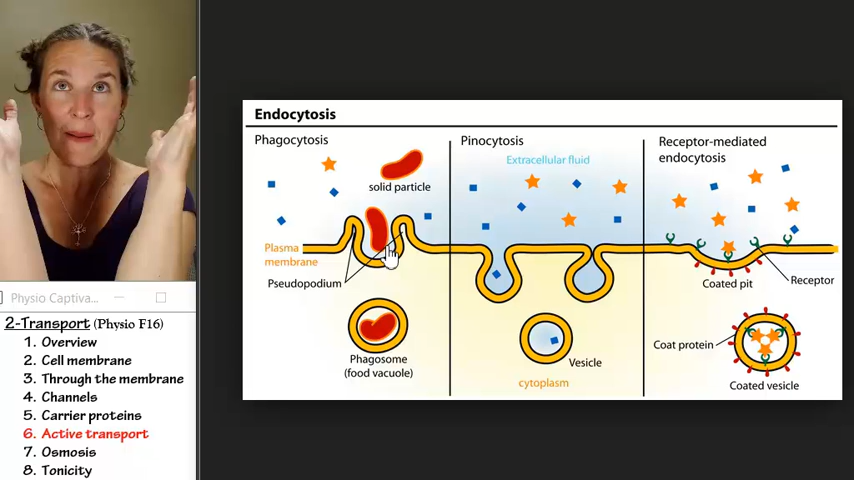 Endocytosis
Phagocytosis
Pinocytosis
Receptor-mediated
endocytosis
Extracellular fluid
solid particle
Plasma
membrane
Pseudopodium
Coated pit
Receptor
Phagosome
(food vacuole)
Vesicle
cytoplasm
Coat protein
Coated vesicle
Physio Captiva...
2-Transport (Physio F16)
1. Overview
2. Cell membrane
3. Through the membrane
4. Channels
5. Carrier proteins
6. Active transport
7. Osmosis
8. Tonicity